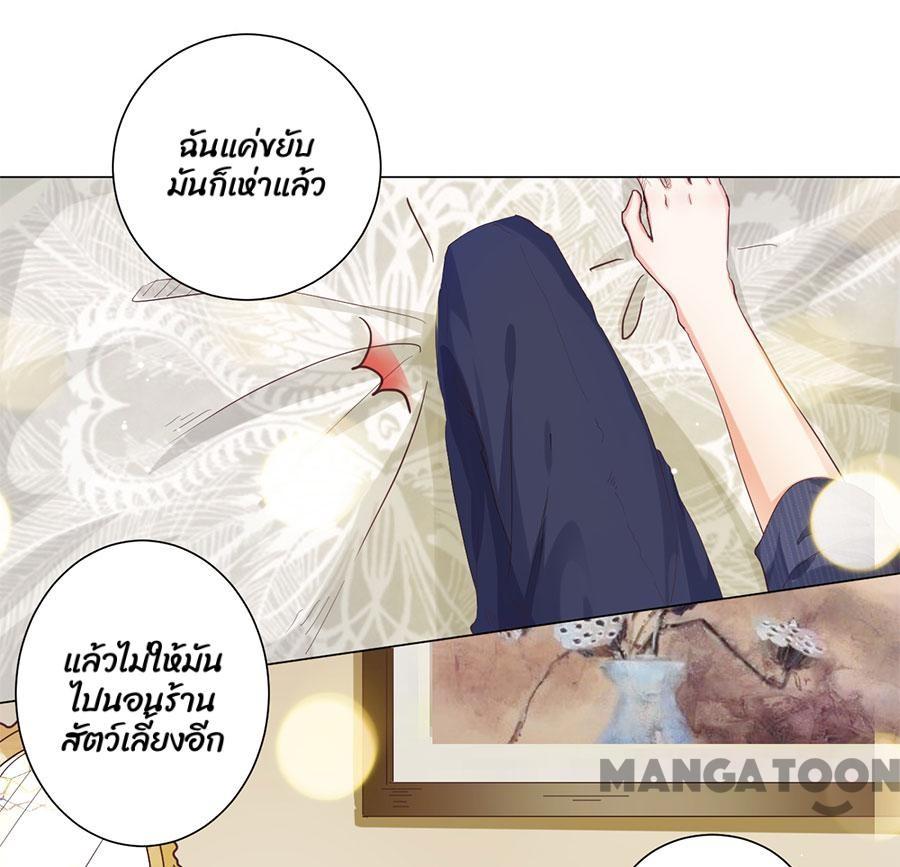 ฉันแค่ขยับ
มันก็เห่าแล้ว
แล้วไม่ให้มัน
ไปนอนร้าน
สัตว์เลี้ยงอีก
MANGATOON